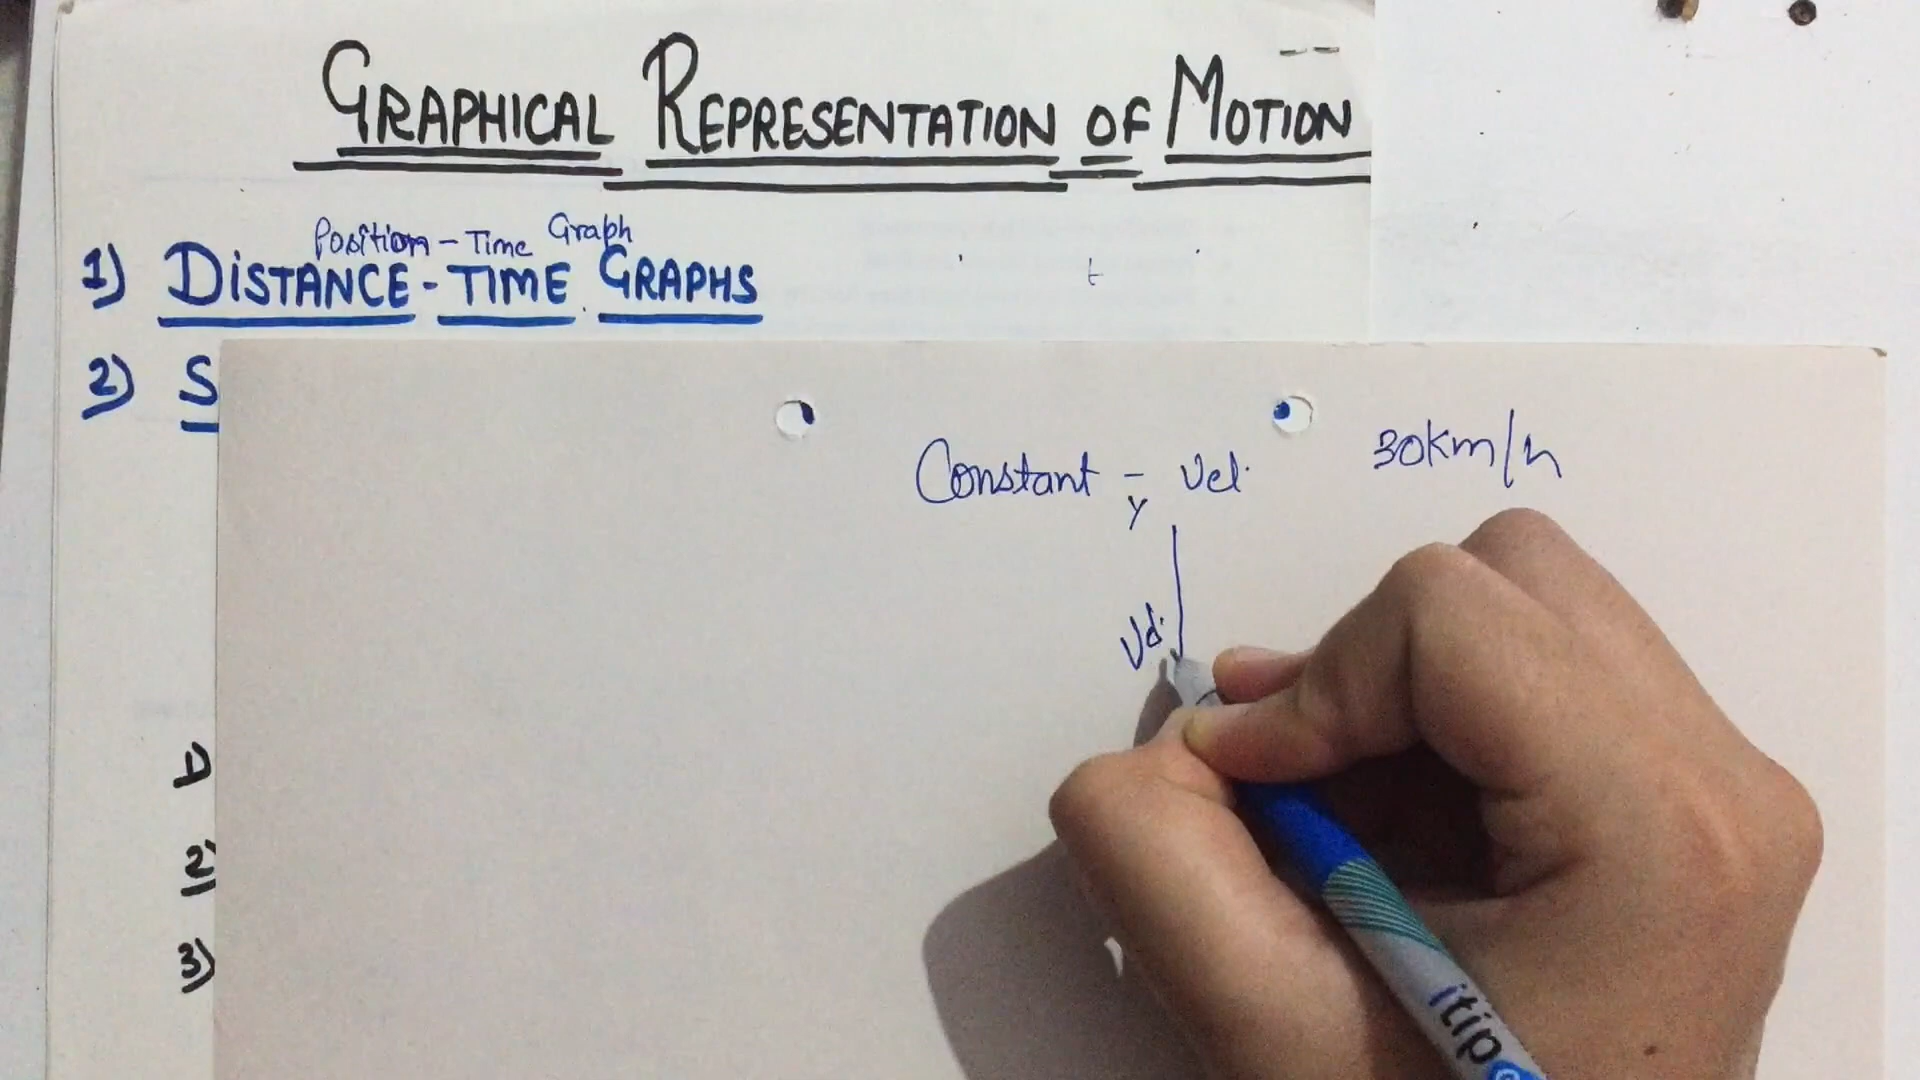 GRAPHICAL REPRESENTATION OF MOTION
Position - Time Graph
1) DISTANCE - TIME GRAPHS
t
2) S
Constant - Vel. 30km/h
y
Vel.
1)
2)
3)
itip